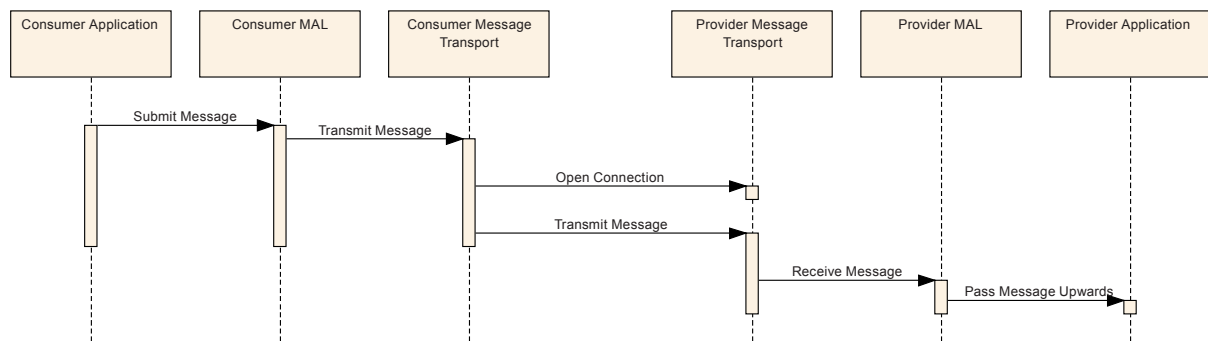 Consumer Application
Consumer MAL
Consumer Message
Transport
Provider Message
Transport
Provider MAL
Provider Application
Submit Message
Transmit Message
Open Connection
Transmit Message
Receive Message
Pass Message Upwards